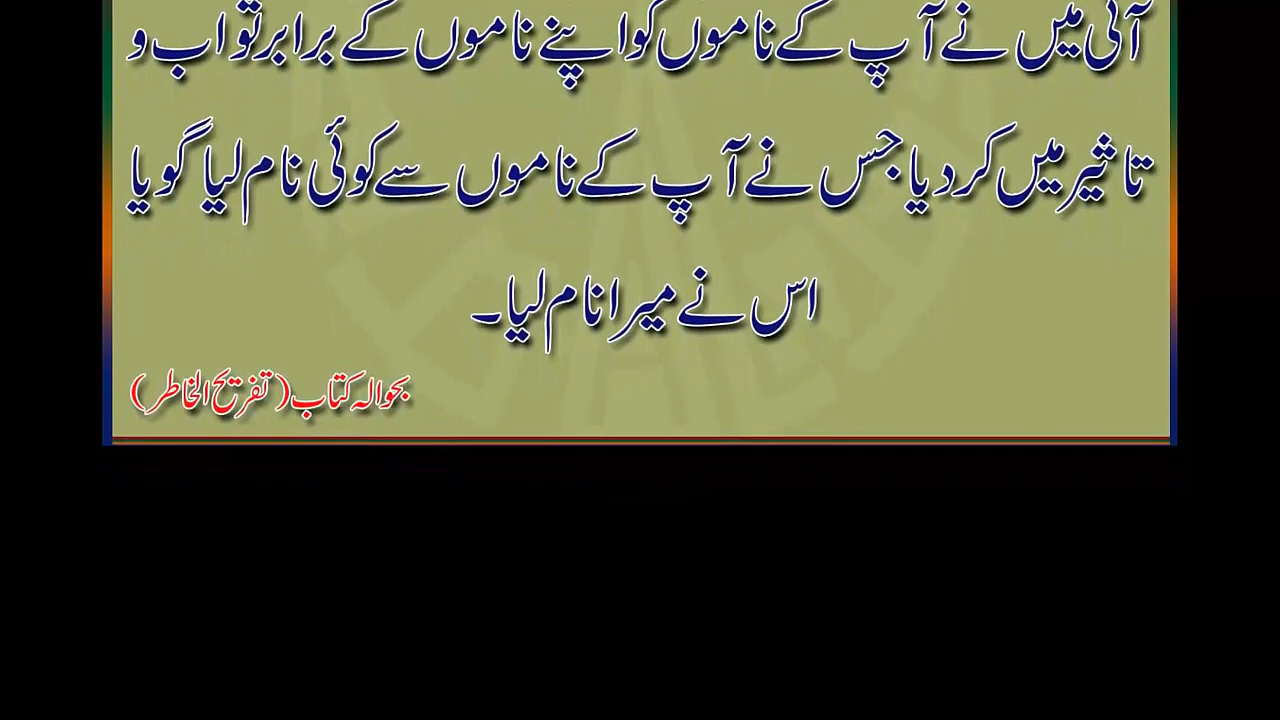 آئی میں نے آپ کے ناموں کو اپنے ناموں کے برابر ثواب و
تاثیر میں کر دیا جس نے آپ کے ناموں سے کوئی نام لیا گویا
اس نے میرا نام لیا۔
بحوالہ کتاب (تفریح الخاطر)